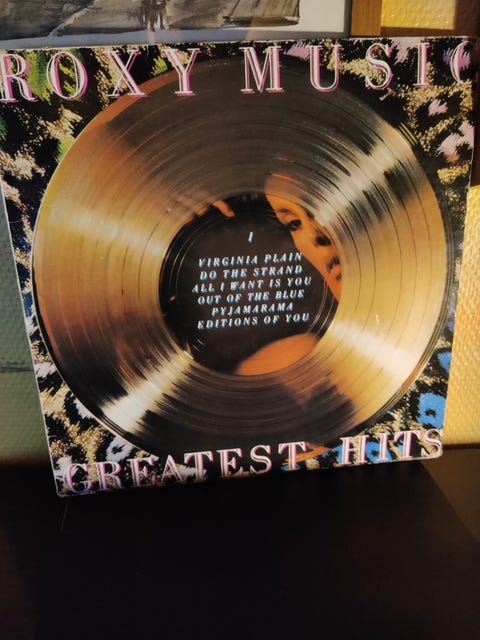 ROXY MUSIC
1
VIRGINIA PLAIN
DO THE STRAND
ALL I WANT IS YOU
OUT OF THE BLUE
PYJAMARAMA
EDITIONS OF YOU
GREATEST HITS